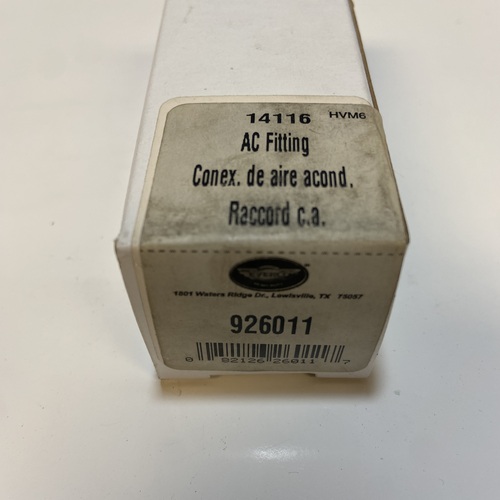 14116 HVM6
AC Fitting
Conex. de aire acond.
Raccord c.a.
1801 Waters Ridge Dr., Lewisville, TX 75057
926011
0 82126 26011 7